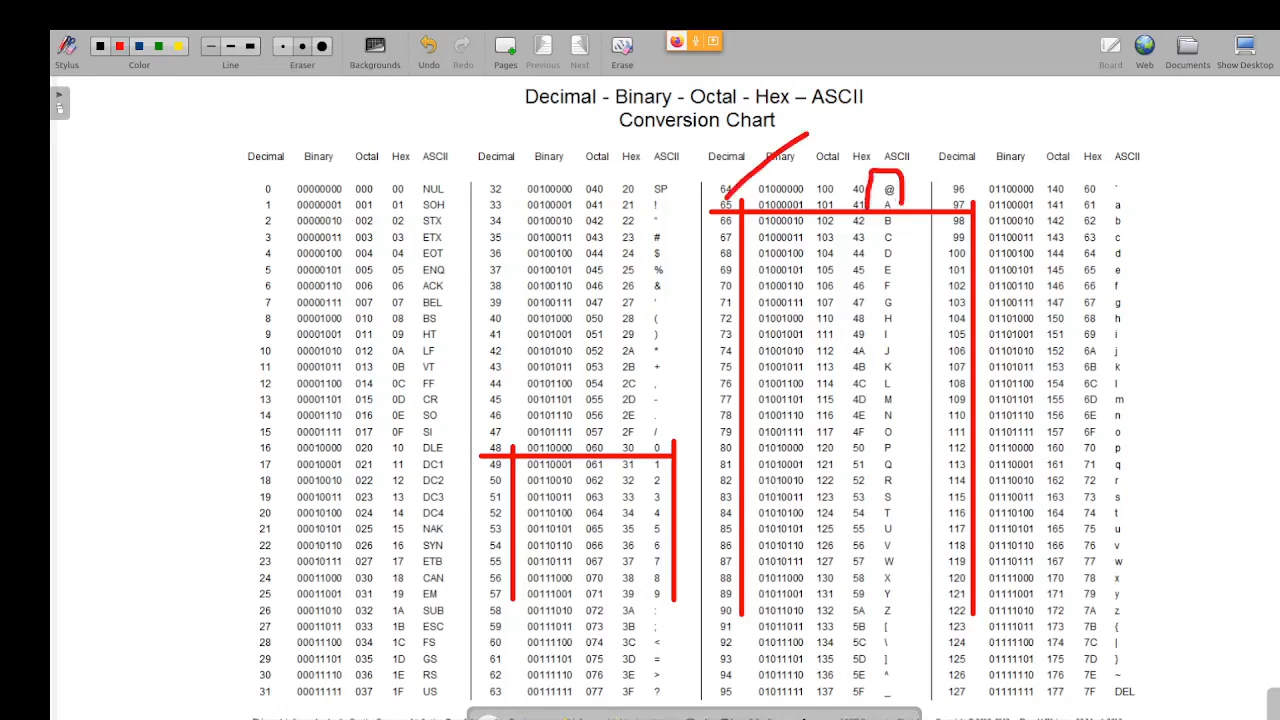 Stylus Color Line Eraser Backgrounds Undo Redo Pages Previous Next Erase Board Web Documents Show Desktop
Decimal - Binary - Octal - Hex – ASCII
Conversion Chart
Decimal Binary Octal Hex ASCII Decimal Binary Octal Hex ASCII Decimal Binary Octal Hex ASCII Decimal Binary Octal Hex ASCII
0 00000000 000 00 NUL 32 00100000 040 20 SP 64 01000000 100 40 @ 96 01100000 140 60 `
1 00000001 001 01 SOH 33 00100001 041 21 ! 65 01000001 101 41 A 97 01100001 141 61 a
2 00000010 002 02 STX 34 00100010 042 22 " 66 01000010 102 42 B 98 01100010 142 62 b
3 00000011 003 03 ETX 35 00100011 043 23 # 67 01000011 103 43 C 99 01100011 143 63 c
4 00000100 004 04 EOT 36 00100100 044 24 $ 68 01000100 104 44 D 100 01100100 144 64 d
5 00000101 005 05 ENQ 37 00100101 045 25 % 69 01000101 105 45 E 101 01100101 145 65 e
6 00000110 006 06 ACK 38 00100110 046 26 & 70 01000110 106 46 F 102 01100110 146 66 f
7 00000111 007 07 BEL 39 00100111 047 27 ' 71 01000111 107 47 G 103 01100111 147 67 g
8 00001000 010 08 BS 40 00101000 050 28 ( 72 01001000 110 48 H 104 01101000 150 68 h
9 00001001 011 09 HT 41 00101001 051 29 ) 73 01001001 111 49 I 105 01101001 151 69 i
10 00001010 012 0A LF 42 00101010 052 2A * 74 01001010 112 4A J 106 01101010 152 6A j
11 00001011 013 0B VT 43 00101011 053 2B + 75 01001011 113 4B K 107 01101011 153 6B k
12 00001100 014 0C FF 44 00101100 054 2C , 76 01001100 114 4C L 108 01101100 154 6C l
13 00001101 015 0D CR 45 00101101 055 2D - 77 01001101 115 4D M 109 01101101 155 6D m
14 00001110 016 0E SO 46 00101110 056 2E . 78 01001110 116 4E N 110 01101110 156 6E n
15 00001111 017 0F SI 47 00101111 057 2F / 79 01001111 117 4F O 111 01101111 157 6F o
16 00010000 020 10 DLE 48 00110000 060 30 0 80 01010000 120 50 P 112 01110000 160 70 p
17 00010001 021 11 DC1 49 00110001 061 31 1 81 01010001 121 51 Q 113 01110001 161 71 q
18 00010010 022 12 DC2 50 00110010 062 32 2 82 01010010 122 52 R 114 01110010 162 72 r
19 00010011 023 13 DC3 51 00110011 063 33 3 83 01010011 123 53 S 115 01110011 163 73 s
20 00010100 024 14 DC4 52 00110100 064 34 4 84 01010100 124 54 T 116 01110100 164 74 t
21 00010101 025 15 NAK 53 00110101 065 35 5 85 01010101 125 55 U 117 01110101 165 75 u
22 00010110 026 16 SYN 54 00110110 066 36 6 86 01010110 126 56 V 118 01110110 166 76 v
23 00010111 027 17 ETB 55 00110111 067 37 7 87 01010111 127 57 W 119 01110111 167 77 w
24 00011000 030 18 CAN 56 00111000 070 38 8 88 01011000 130 58 X 120 01111000 170 78 x
25 00011001 031 19 EM 57 00111001 071 39 9 89 01011001 131 59 Y 121 01111001 171 79 y
26 00011010 032 1A SUB 58 00111010 072 3A : 90 01011010 132 5A Z 122 01111010 172 7A z
27 00011011 033 1B ESC 59 00111011 073 3B ; 91 01011011 133 5B [ 123 01111011 173 7B {
28 00011100 034 1C FS 60 00111100 074 3C < 92 01011100 134 5C \ 124 01111100 174 7C |
29 00011101 035 1D GS 61 00111101 075 3D = 93 01011101 135 5D ] 125 01111101 175 7D }
30 00011110 036 1E RS 62 00111110 076 3E > 94 01011110 136 5E ^ 126 01111110 176 7E ~
31 00011111 037 1F US 63 00111111 077 3F ? 95 01011111 137 5F _ 127 01111111 177 7F DEL